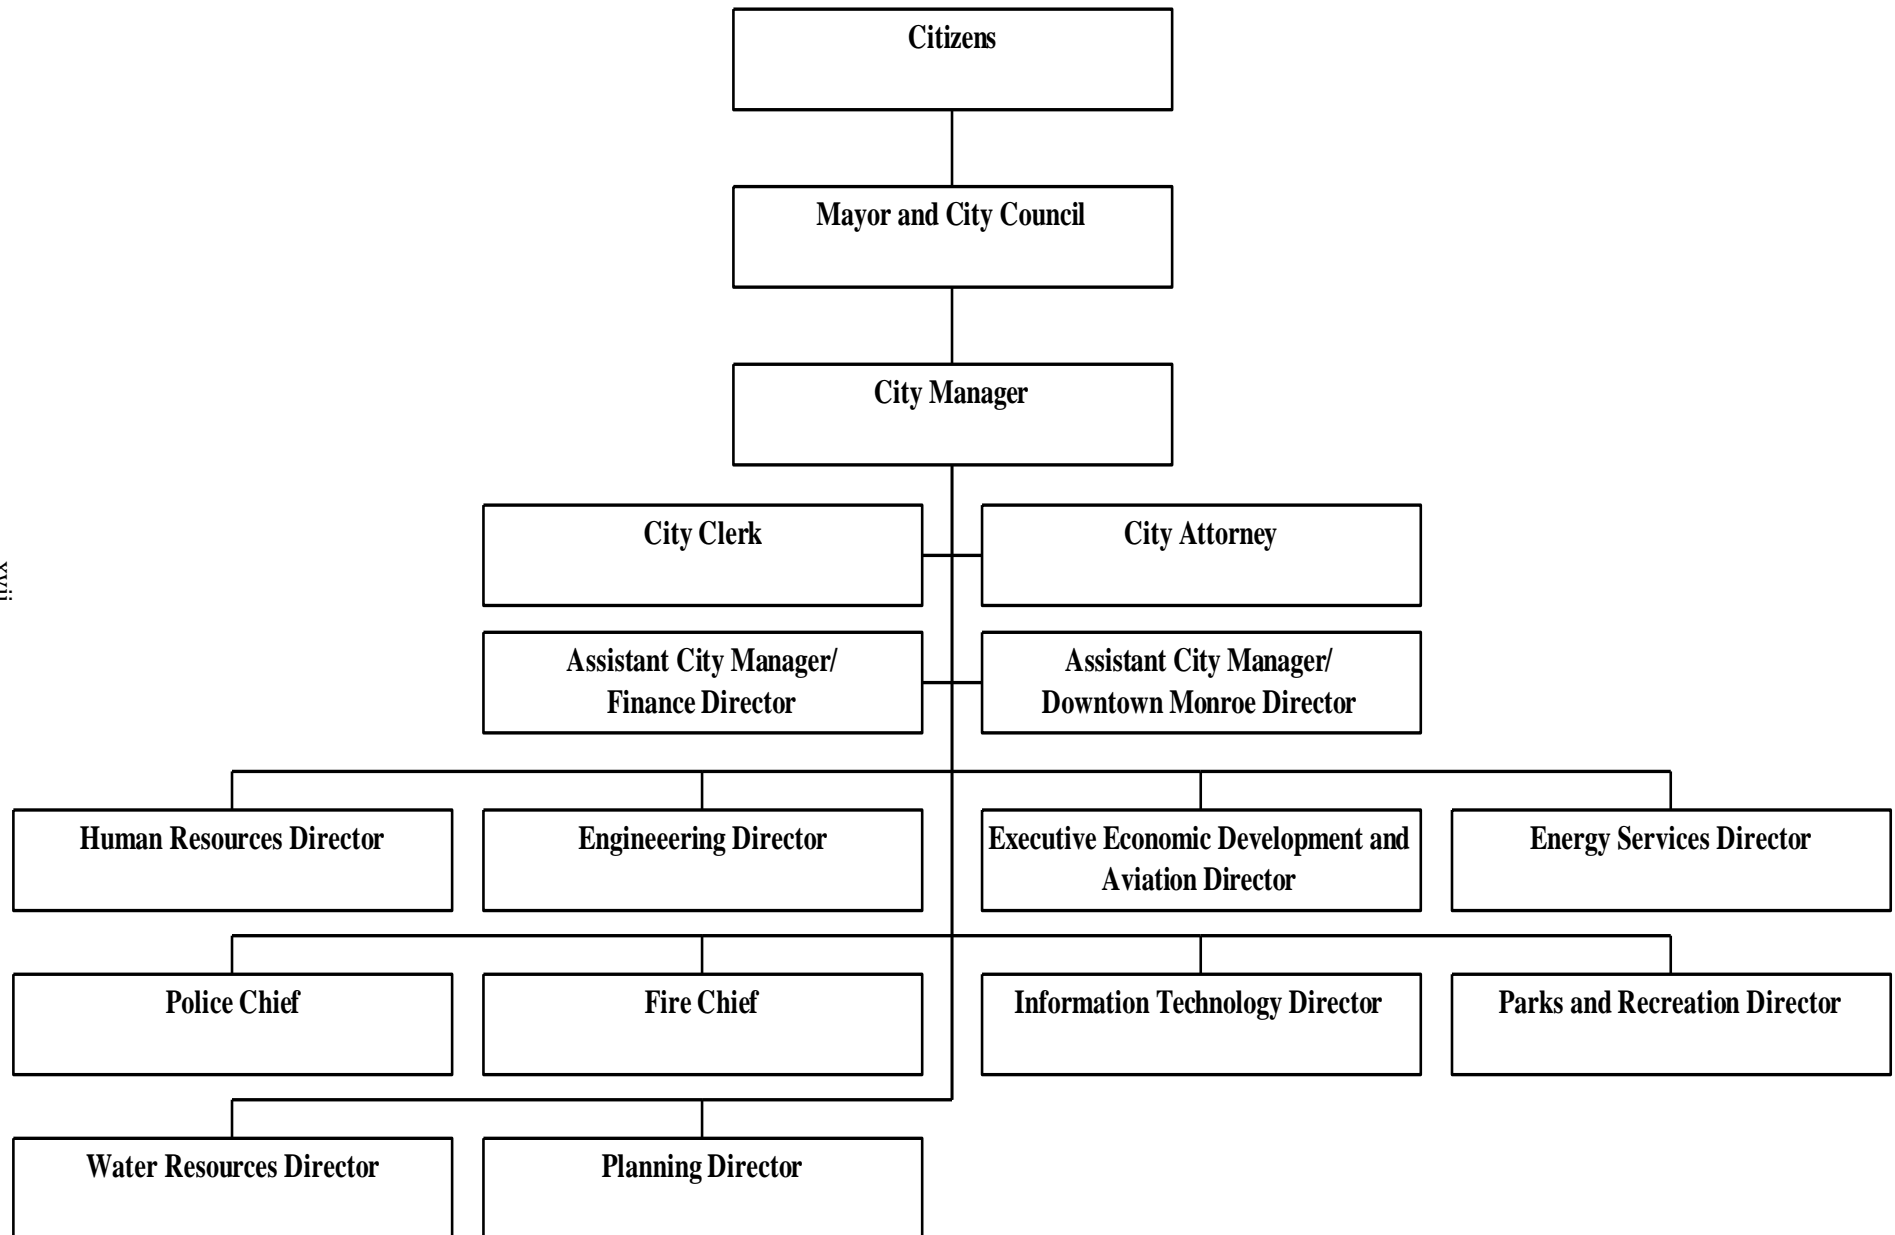 Citizens
Mayor and City Council
City Manager
City Clerk
City Attorney
Assistant City Manager/
Finance Director
Assistant City Manager/
Downtown Monroe Director
xvii
Human Resources Director
Engineeering Director
Executive Economic Development and
Aviation Director
Energy Services Director
Police Chief
Fire Chief
Information Technology Director
Parks and Recreation Director
Water Resources Director
Planning Director